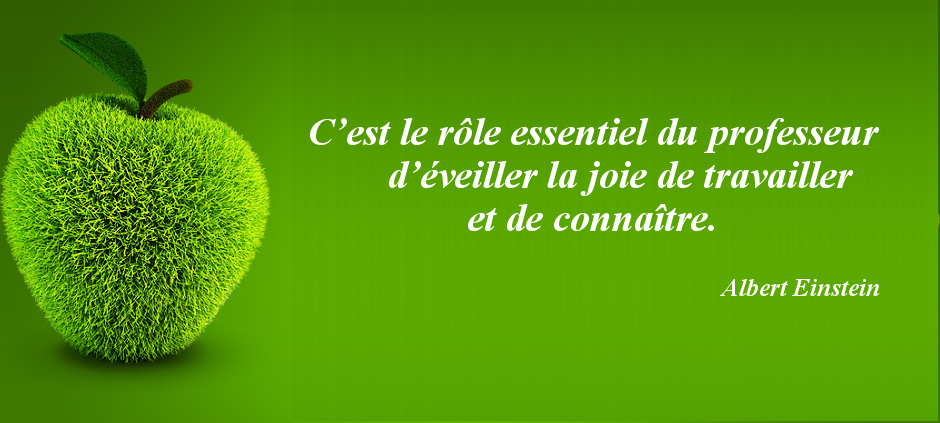 C’est le rôle essentiel du professeur
d’éveiller la joie de travailler
et de connaître.
Albert Einstein